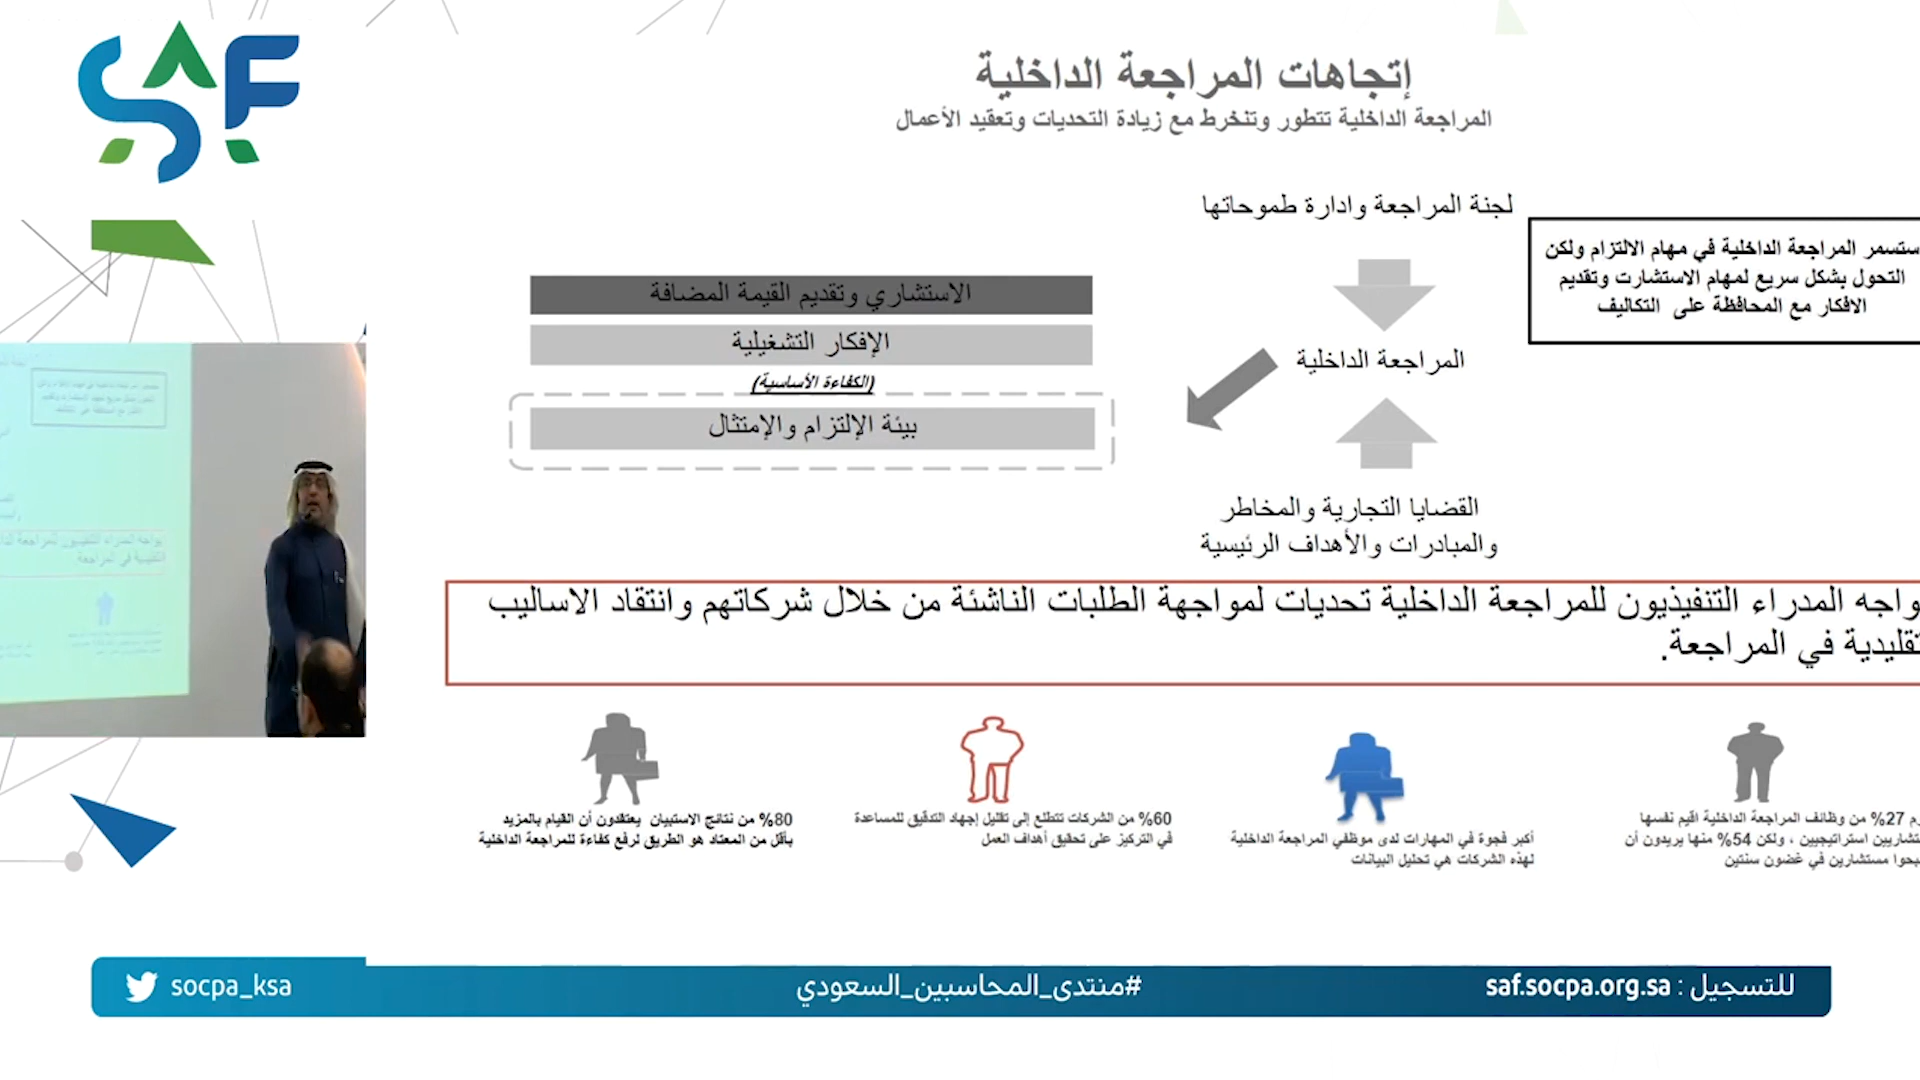 SAF
إتجاهات المراجعة الداخلية
المراجعة الداخلية تتطور وتنخرط مع زيادة التحديات وتعقيد الأعمال
لجنة المراجعة وادارة طموحاتها
ستسمر المراجعة الداخلية في مهام الالتزام ولكن
التحول بشكل سريع لمهام الاستشارت وتقديم
الافكار مع المحافظة على التكاليف
المراجعة الداخلية
القضايا التجارية والمخاطر
والمبادرات والأهداف الرئيسية
الاستشاري وتقديم القيمة المضافة
الإفكار التشغيلية
(الكفاءة الأساسية)
بيئة الإلتزام والإمتثال
واجه المدراء التنفيذيون للمراجعة الداخلية تحديات لمواجهة الطلبات الناشئة من خلال شركاتهم وانتقاد الاساليب
تقليدية في المراجعة.
27% من وظائف المراجعة الداخلية اقيم نفسها
استراتيجيين ، ولكن 54% منها يريدون أن
مستشارين في غضون سنتين
أكبر فجوة في المهارات لدى موظفي المراجعة الداخلية
لهذه الشركات هي تحليل البيانات
60% من الشركات تتطلع إلى تقليل إجهاد التدقيق للمساعدة
في التركيز على تحقيق أهداف العمل
80% من نتائج الاستبيان يعتقدون أن القيام بالمزيد
بأقل من المعتاد هو الطريق لرفع كفاءة للمراجعة الداخلية
للتسجيل : saf.socpa.org.sa
#منتدى_المحاسبين_السعودي
socpa_ksa